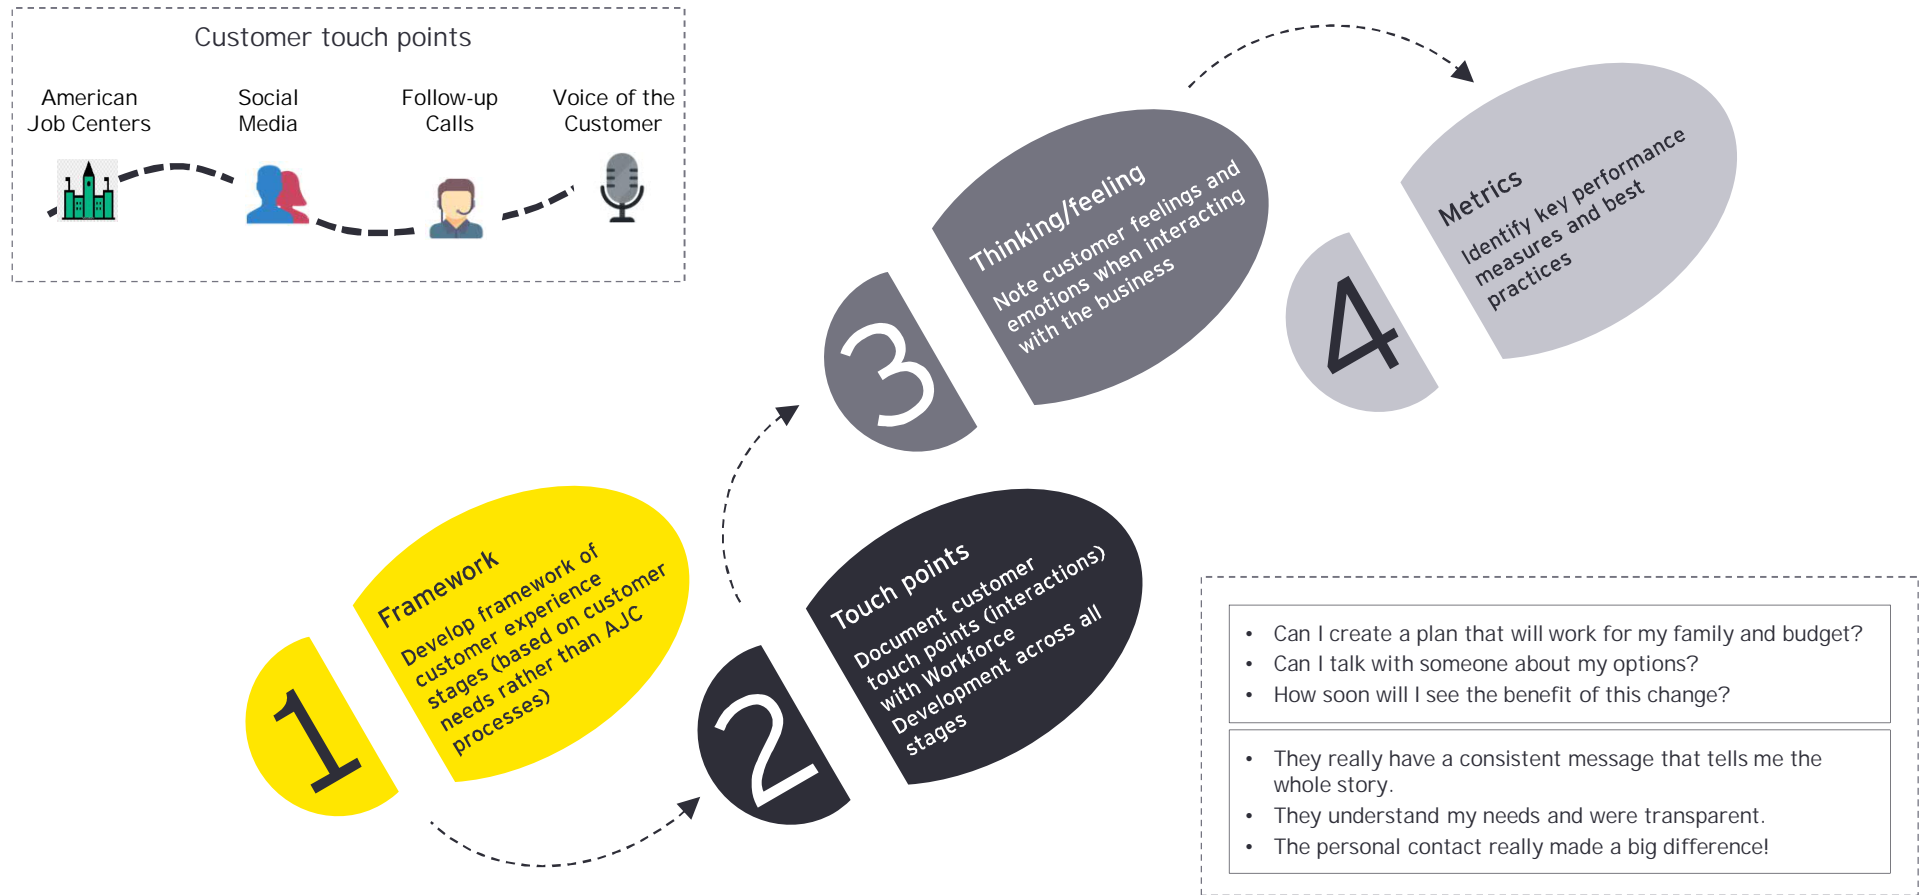 Customer touch points
American
Job Centers
Social
Media
Follow-up
Calls
Voice of the
Customer
1
Framework
Develop framework of
customer experience
stages (based on customer
needs rather than AJC
processes)
2
Touch points
Document customer
touch points (interactions)
with Workforce
Development across all
stages
3
Thinking/feeling
Note customer feelings and
emotions when interacting
with the business
4
Metrics
Identify key performance
measures and best
practices
• Can I create a plan that will work for my family and budget?
• Can I talk with someone about my options?
• How soon will I see the benefit of this change?
• They really have a consistent message that tells me the
whole story.
• They understand my needs and were transparent.
• The personal contact really made a big difference!